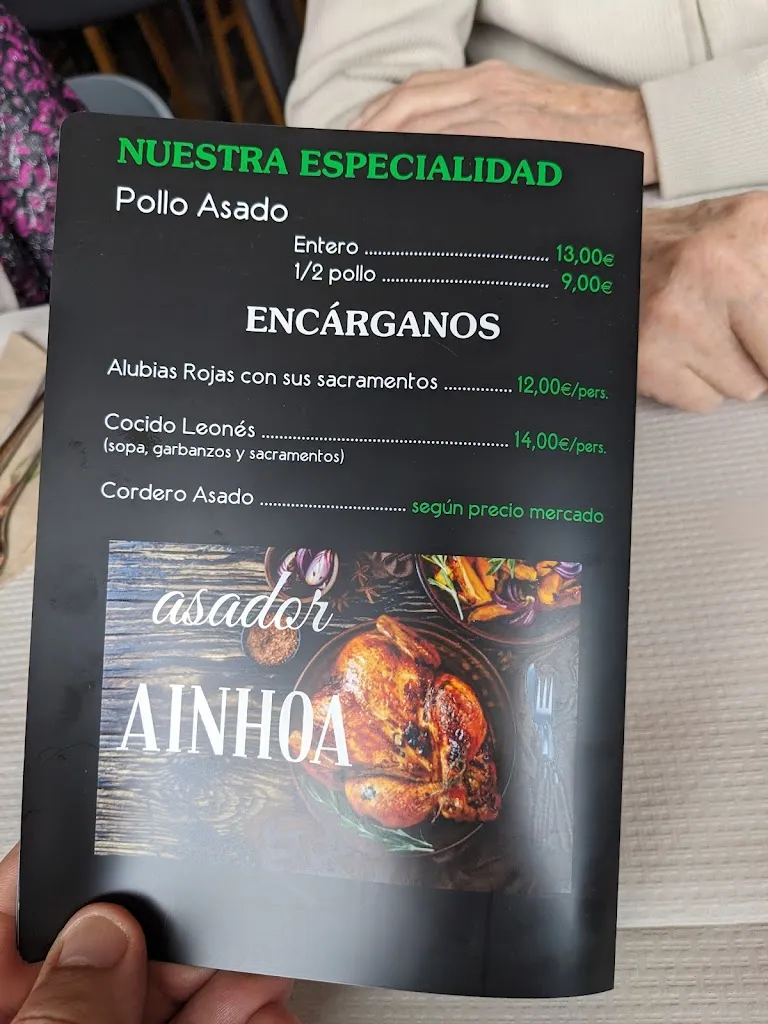 NUESTRA ESPECIALIDAD
Pollo Asado
Entero ........................................ 13,00€
1/2 pollo ..................................... 9,00€
ENCÁRGANOS
Alubias Rojas con sus sacramentos .............. 12,00€/pers.
Cocido Leonés .................................................... 14,00€/pers.
(sopa, garbanzos y sacramentos)
Cordero Asado ............................... según precio mercado
asador
AINHOA